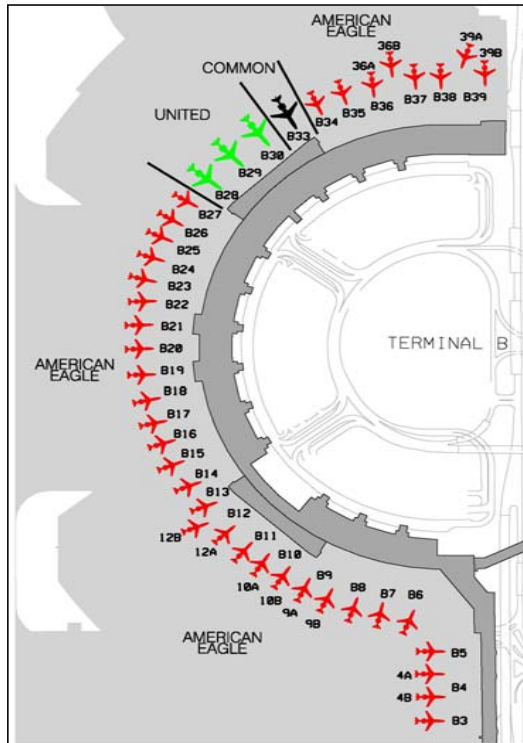 AMERICAN
EAGLE
39A
36B
39B
36A
COMMON
B39
B38
B37
B36
B35
B34
UNITED
B33
B30
B29
B28
B27
B26
B25
B24
B23
B22
B21
B20
B19
TERMINAL B
AMERICAN
EAGLE
B18
B17
B16
B15
B14
B13
B12
12B
12A
B11
B10
10A
10B
B9
9A
9B
B8
B7
B6
AMERICAN
EAGLE
B5
4A
B4
4B
B3